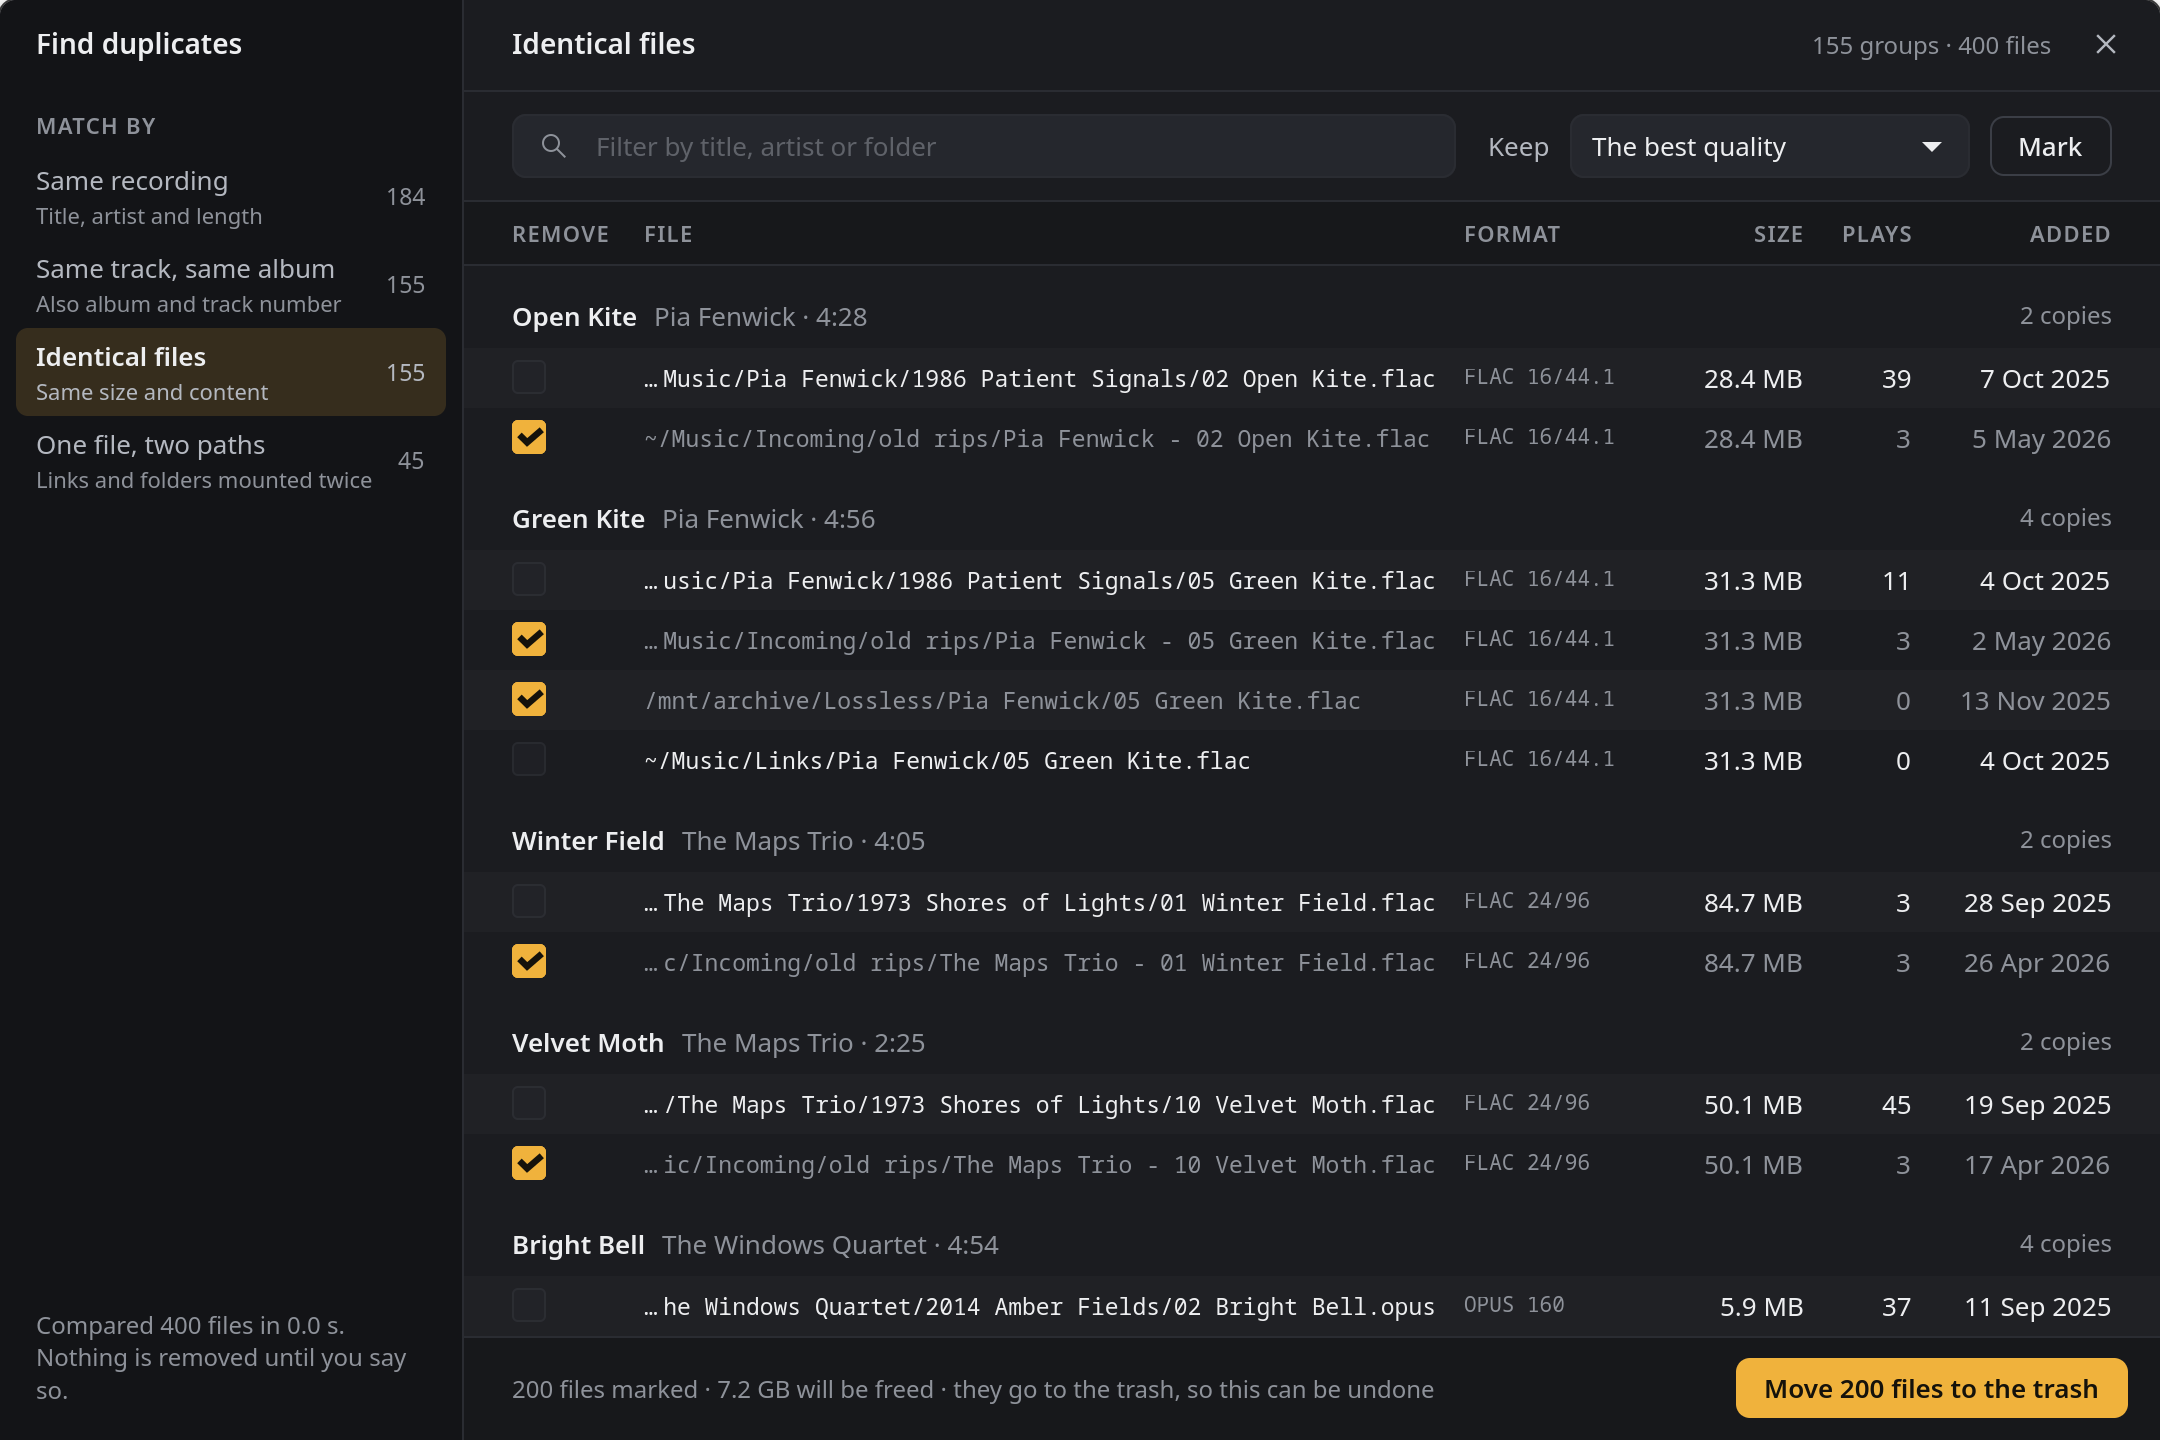 Find duplicates
MATCH BY
Same recording
Title, artist and length
184
Same track, same album
Also album and track number
155
Identical files
Same size and content
155
One file, two paths
Links and folders mounted twice
45
Compared 400 files in 0.0 s.
Nothing is removed until you say
so.
Identical files
155 groups · 400 files
Filter by title, artist or folder
Keep
The best quality
Mark
REMOVE FILE FORMAT SIZE PLAYS ADDED
Open Kite Pia Fenwick · 4:28 2 copies
…Music/Pia Fenwick/1986 Patient Signals/02 Open Kite.flac FLAC 16/44.1 28.4 MB 39 7 Oct 2025
~/Music/Incoming/old rips/Pia Fenwick - 02 Open Kite.flac FLAC 16/44.1 28.4 MB 3 5 May 2026
Green Kite Pia Fenwick · 4:56 4 copies
…usic/Pia Fenwick/1986 Patient Signals/05 Green Kite.flac FLAC 16/44.1 31.3 MB 11 4 Oct 2025
…Music/Incoming/old rips/Pia Fenwick - 05 Green Kite.flac FLAC 16/44.1 31.3 MB 3 2 May 2026
/mnt/archive/Lossless/Pia Fenwick/05 Green Kite.flac FLAC 16/44.1 31.3 MB 0 13 Nov 2025
~/Music/Links/Pia Fenwick/05 Green Kite.flac FLAC 16/44.1 31.3 MB 0 4 Oct 2025
Winter Field The Maps Trio · 4:05 2 copies
…The Maps Trio/1973 Shores of Lights/01 Winter Field.flac FLAC 24/96 84.7 MB 3 28 Sep 2025
…c/Incoming/old rips/The Maps Trio - 01 Winter Field.flac FLAC 24/96 84.7 MB 3 26 Apr 2026
Velvet Moth The Maps Trio · 2:25 2 copies
…/The Maps Trio/1973 Shores of Lights/10 Velvet Moth.flac FLAC 24/96 50.1 MB 45 19 Sep 2025
…ic/Incoming/old rips/The Maps Trio - 10 Velvet Moth.flac FLAC 24/96 50.1 MB 3 17 Apr 2026
Bright Bell The Windows Quartet · 4:54 4 copies
…he Windows Quartet/2014 Amber Fields/02 Bright Bell.opus OPUS 160 5.9 MB 37 11 Sep 2025
200 files marked · 7.2 GB will be freed · they go to the trash, so this can be undone
Move 200 files to the trash